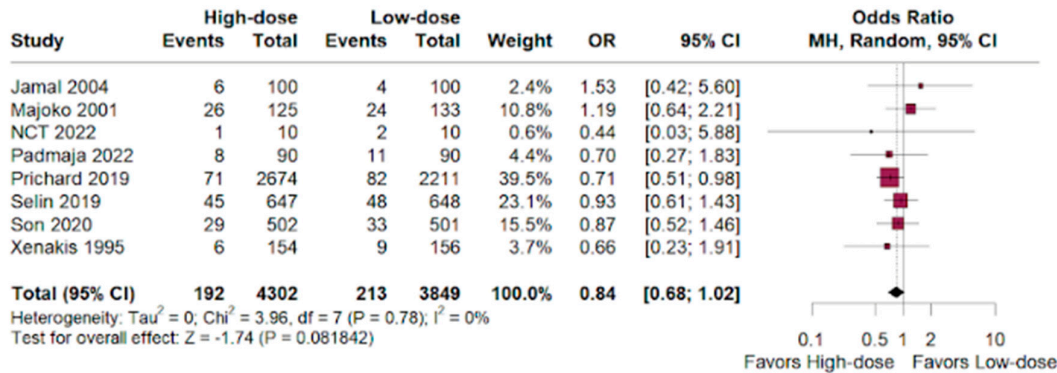 High-dose Low-dose Odds Ratio
Study Events Total Events Total Weight OR 95% CI MH, Random, 95% CI
Jamal 2004 6 100 4 100 2.4% 1.53 [0.42; 5.60]
Majoko 2001 26 125 24 133 10.8% 1.19 [0.64; 2.21]
NCT 2022 1 10 2 10 0.6% 0.44 [0.03; 5.88]
Padmaja 2022 8 90 11 90 4.4% 0.70 [0.27; 1.83]
Prichard 2019 71 2674 82 2211 39.5% 0.71 [0.51; 0.98]
Selin 2019 45 647 48 648 23.1% 0.93 [0.61; 1.43]
Son 2020 29 502 33 501 15.5% 0.87 [0.52; 1.46]
Xenakis 1995 6 154 9 156 3.7% 0.66 [0.23; 1.91]
Total (95% CI) 192 4302 213 3849 100.0% 0.84 [0.68; 1.02]
Heterogeneity: Tau² = 0; Chi² = 3.96, df = 7 (P = 0.78); I² = 0%
Test for overall effect: Z = -1.74 (P = 0.081842)
0.1 0.5 1 2 10
Favors High-dose Favors Low-dose